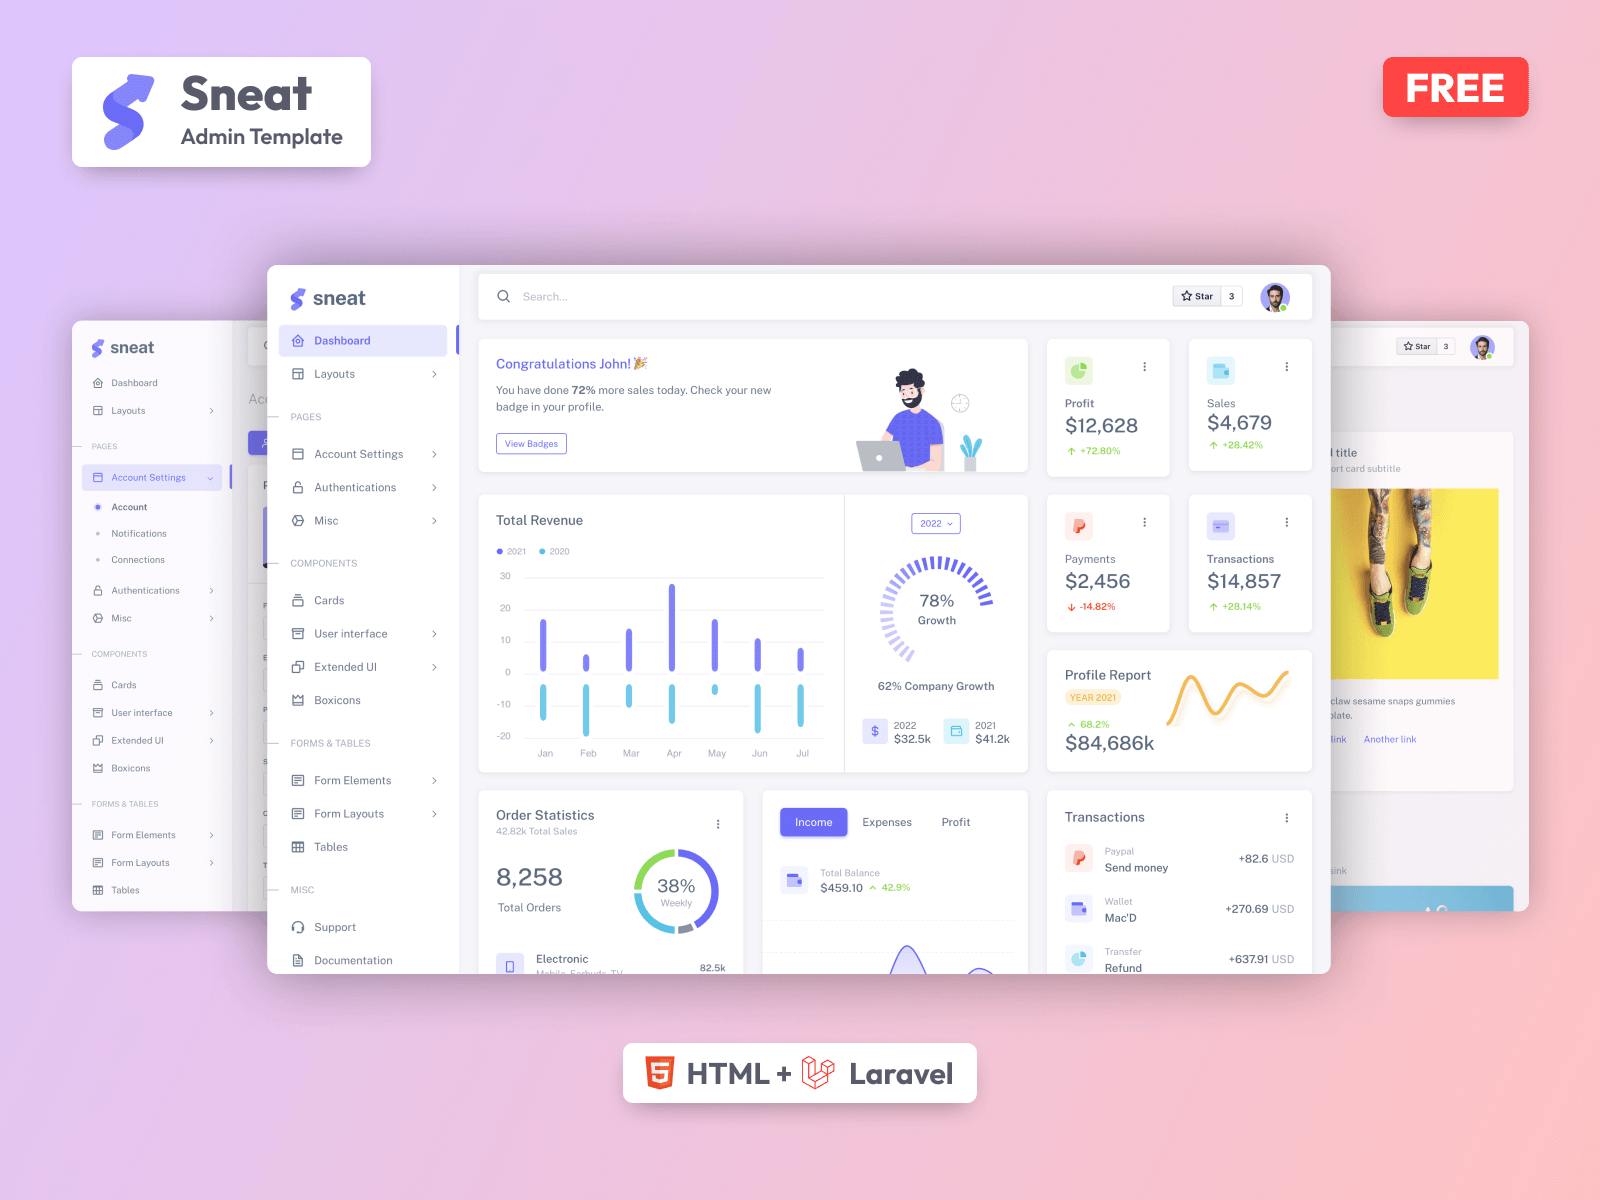 Sneat
Admin Template
FREE
sneat
Dashboard
Layouts
PAGES
Account Settings
Account
Notifications
Connections
Authentications
Misc
COMPONENTS
Cards
User interface
Extended UI
Boxicons
FORMS & TABLES
Form Elements
Form Layouts
Tables
sneat
Dashboard
Layouts
PAGES
Account Settings
Authentications
Misc
COMPONENTS
Cards
User interface
Extended UI
Boxicons
FORMS & TABLES
Form Elements
Form Layouts
Tables
MISC
Support
Documentation
Search...
Star 3
Congratulations John!🎉
You have done 72% more sales today. Check your new
badge in your profile.
View Badges
Profit
$12,628
+72.80%
Sales
$4,679
+28.42%
Total Revenue
2021 2020
30
20
10
0
-10
-20
Jan Feb Mar Apr May Jun Jul
2022
78%
Growth
62% Company Growth
2022
$32.5k
2021
$41.2k
Payments
$2,456
-14.82%
Transactions
$14,857
+28.14%
Profile Report
YEAR 2021
68.2%
$84,686k
Order Statistics
42.82k Total Sales
8,258
Total Orders
38%
Weekly
Electronic
Mobile, Earbuds, TV
82.5k
Income Expenses Profit
Total Balance
$459.10 42.9%
Transactions
Paypal
Send money
+82.6 USD
Wallet
Mac'D
+270.69 USD
Transfer
Refund
+637.91 USD
Star 3
title
card subtitle
claw sesame snaps gummies
link Another link
HTML + Laravel